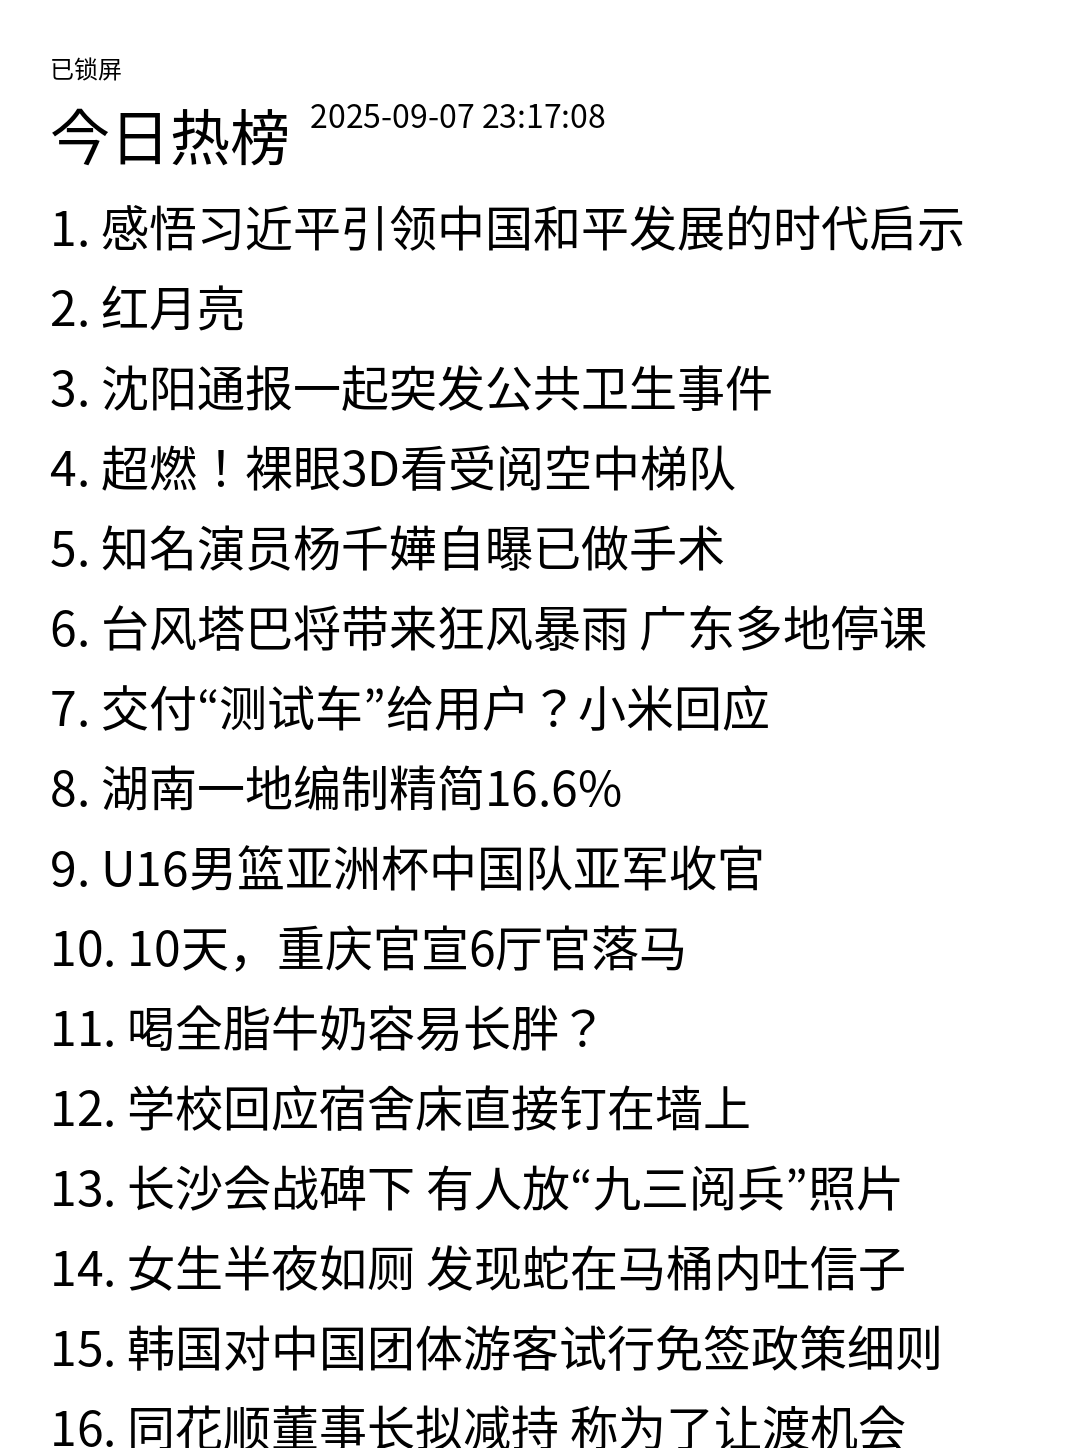 已锁屏
今日热榜 2025-09-07 23:17:08
1. 感悟习近平引领中国和平发展的时代启示
2. 红月亮
3. 沈阳通报一起突发公共卫生事件
4. 超燃！裸眼3D看受阅空中梯队
5. 知名演员杨千嬅自曝已做手术
6. 台风塔巴将带来狂风暴雨 广东多地停课
7. 交付“测试车”给用户？小米回应
8. 湖南一地编制精简16.6%
9. U16男篮亚洲杯中国队亚军收官
10. 10天，重庆官宣6厅官落马
11. 喝全脂牛奶容易长胖？
12. 学校回应宿舍床直接钉在墙上
13. 长沙会战碑下 有人放“九三阅兵”照片
14. 女生半夜如厕 发现蛇在马桶内吐信子
15. 韩国对中国团体游客试行免签政策细则
16. 同花顺董事长拟减持 称为了让渡机会